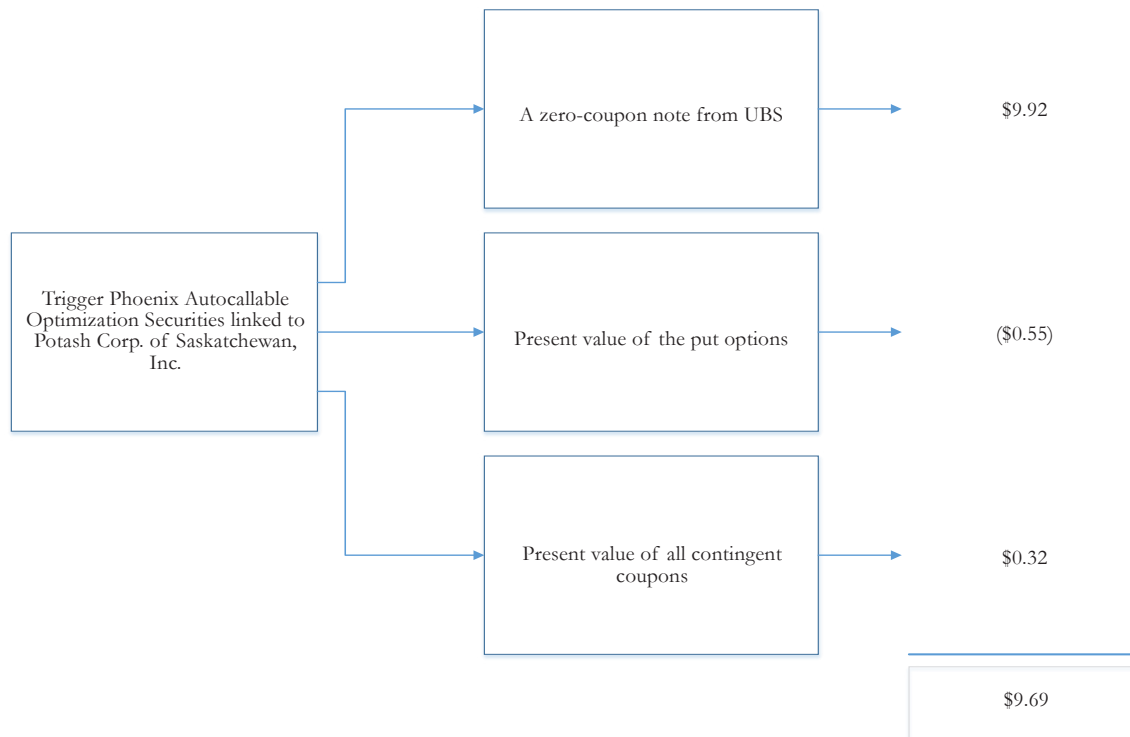 A zero-coupon note from UBS
$9.92
Trigger Phoenix Autocallable
Optimization Securities linked to
Potash Corp. of Saskatchewan,
Inc.
Present value of the put options
($0.55)
Present value of all contingent
coupons
$0.32
$9.69